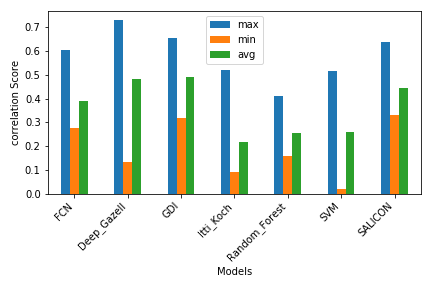 max
min
avg
correlation Score
0.7
0.6
0.5
0.4
0.3
0.2
0.1
0.0
FCN
Deep_Gazell
GDI
Itti_Koch
Random_Forest
SVM
SALICON
Models